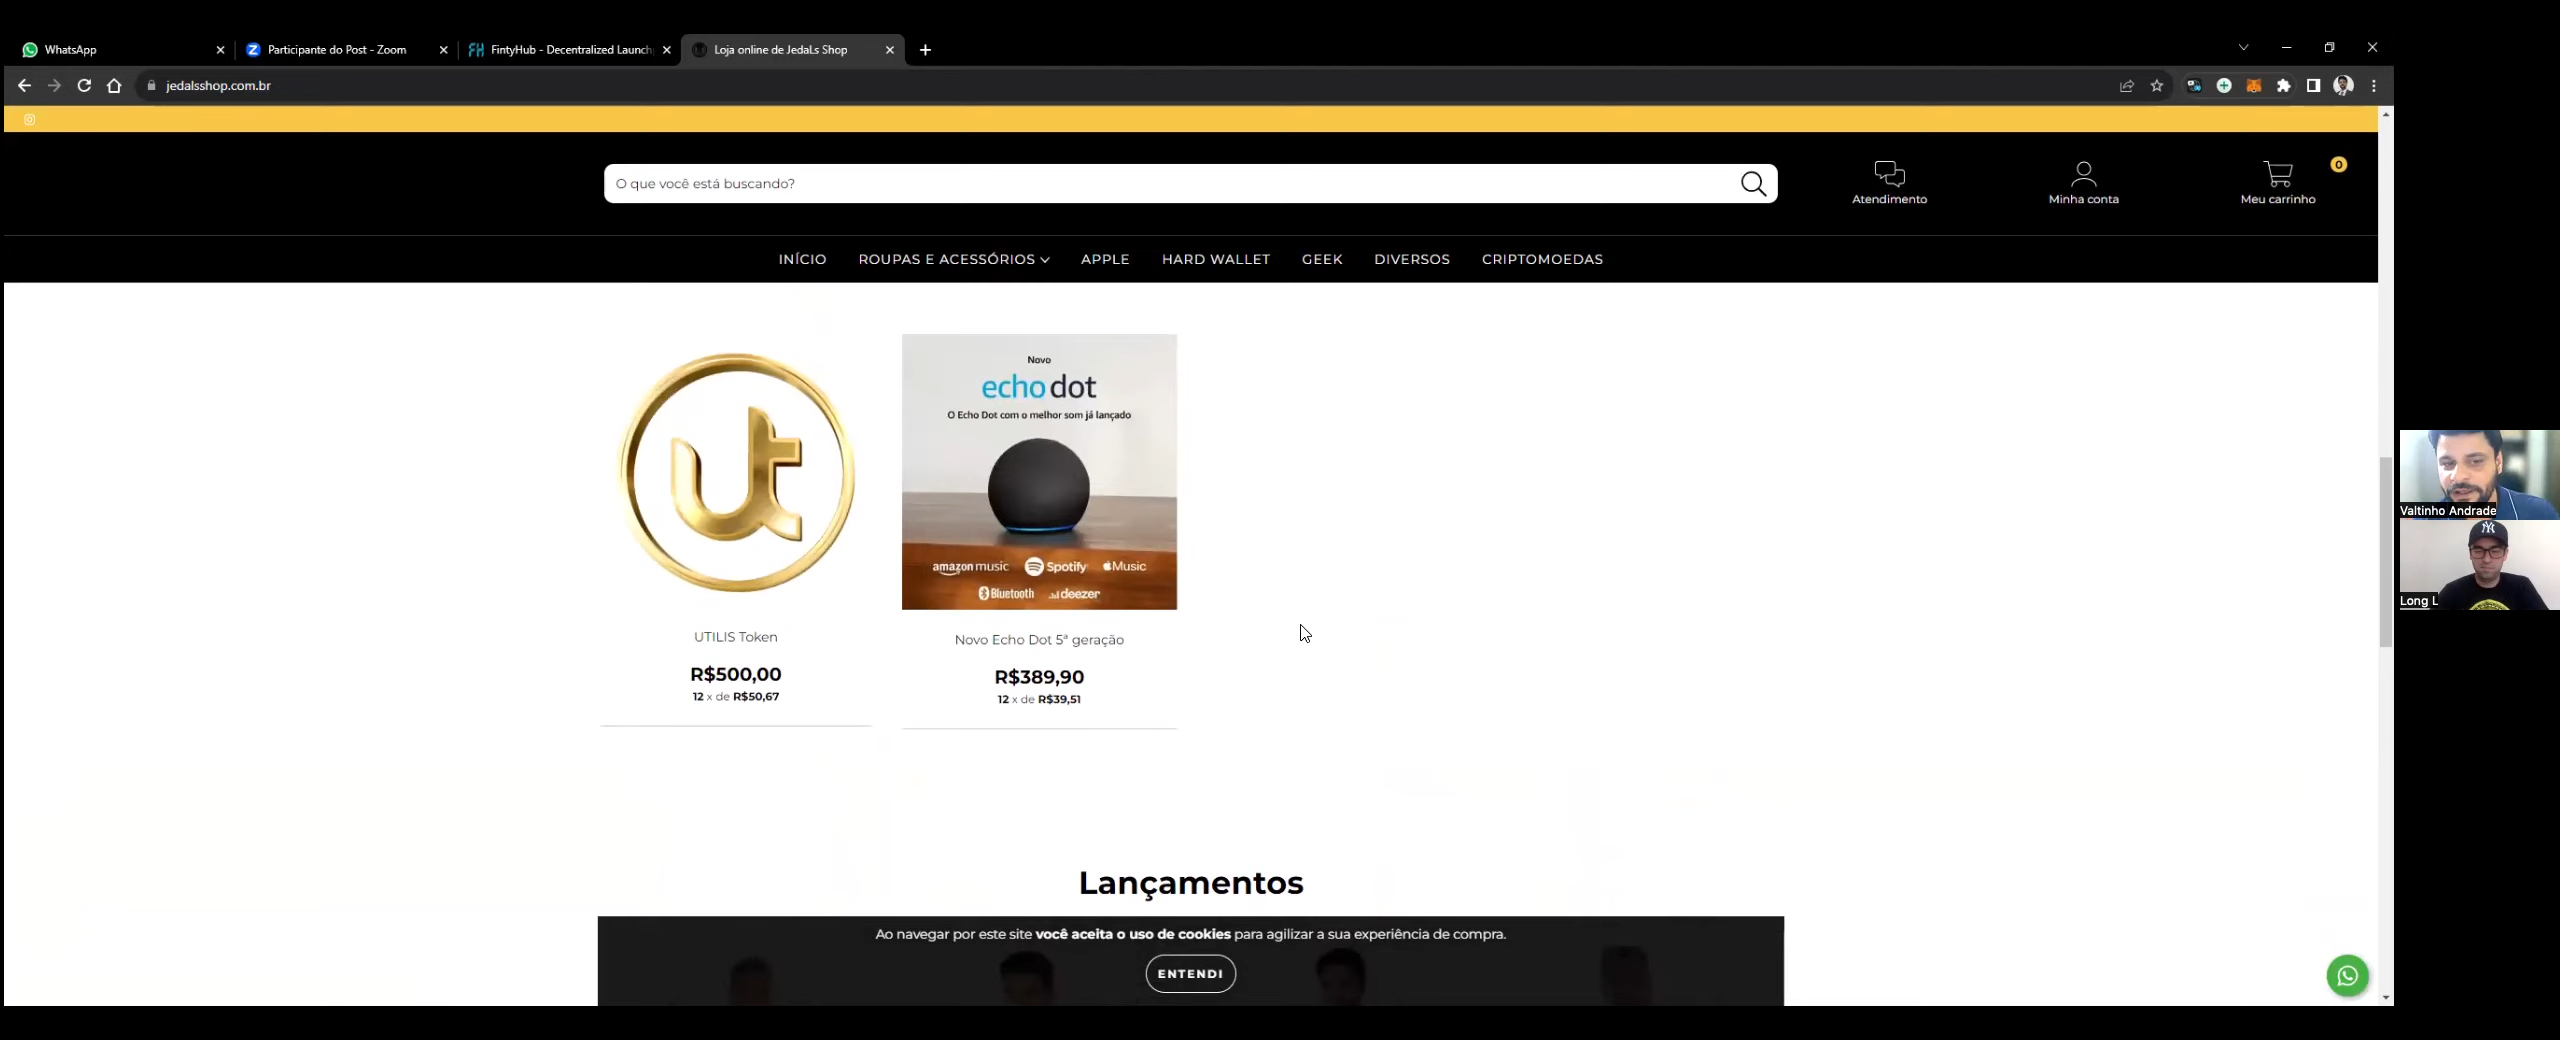 WhatsApp
Participante do Post - Zoom
FintyHub - Decentralized Launch
Loja online de JedaLs Shop
jedalsshop.com.br
O que você está buscando?
Atendimento
Minha conta
0
Meu carrinho
INÍCIO
ROUPAS E ACESSÓRIOS
APPLE
HARD WALLET
GEEK
DIVERSOS
CRIPTOMOEDAS
ut
UTILIS Token
R$500,00
12 x de R$50,67
Novo
echo dot
O Echo Dot com o melhor som já lançado
amazon music
Spotify
Music
Bluetooth
deezer
Novo Echo Dot 5ª geração
R$389,90
12 x de R$39,51
Lançamentos
Ao navegar por este site você aceita o uso de cookies para agilizar a sua experiência de compra.
ENTENDI
Valtinho Andrade
NY
Long L